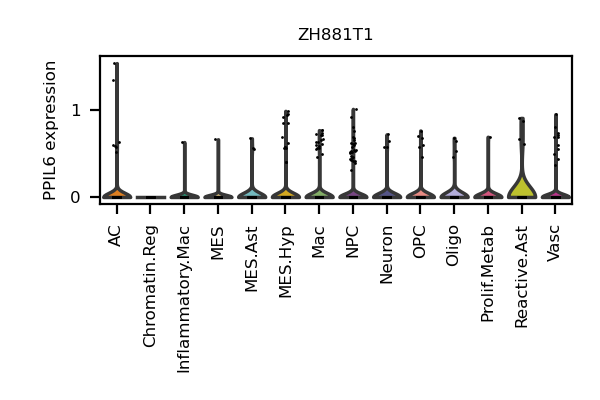 ZH881T1
PPIL6 expression
1
0
AC
Chromatin.Reg
Inflammatory.Mac
MES
MES.Ast
MES.Hyp
Mac
NPC
Neuron
OPC
Oligo
Prolif.Metab
Reactive.Ast
Vasc